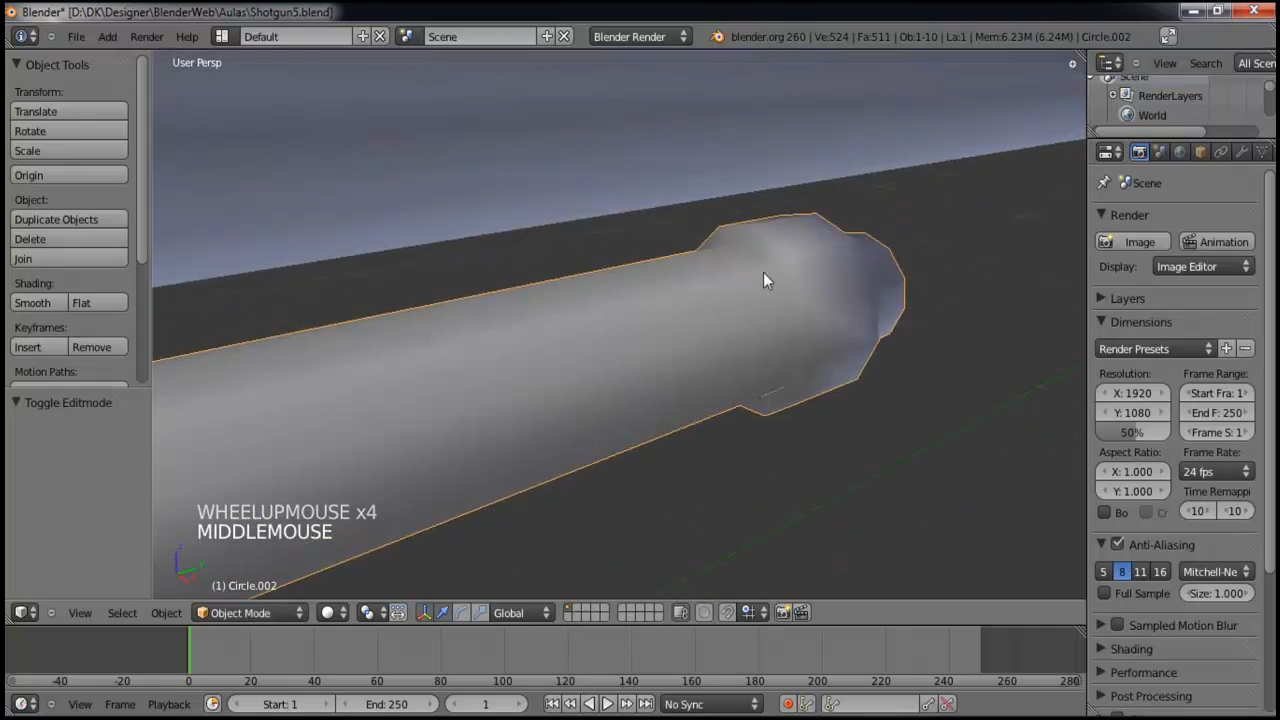 Blender* [D:\DK\Designer\BlenderWeb\Aulas\Shotgun5.blend]
File Add Render Help Default Scene Blender Render blender.org 260 | Ve:524 | Fa:511 | Ob:1-10 | La:1 | Mem:6.23M (6.24M) | Circle.002
Object Tools
Transform:
Translate
Rotate
Scale
Origin
Object:
Duplicate Objects
Delete
Join
Shading:
Smooth Flat
Keyframes:
Insert Remove
Motion Paths:
Toggle Editmode
User Persp
WHEELUPMOUSE x4
MIDDLEMOUSE
(1) Circle.002
View Select Object Object Mode Global
View Search All Scen
Scene
RenderLayers
World
Scene
Render
Image Animation
Display: Image Editor
Layers
Dimensions
Render Presets
Resolution: Frame Range:
X: 1920 Start Fra: 1
Y: 1080 End F: 250
50% Frame S: 1
Aspect Ratio: Frame Rate:
X: 1.000 24 fps
Y: 1.000 Time Remappi
Bo Cr 10 10
Anti-Aliasing
5 8 11 16 Mitchell-Ne
Full Sample Size: 1.000
Sampled Motion Blur
Shading
Performance
Post Processing
-40 -20 0 20 40 60 80 100 120 140 160 180 200 220 240 260 280
View Frame Playback Start: 1 End: 250 1 No Sync